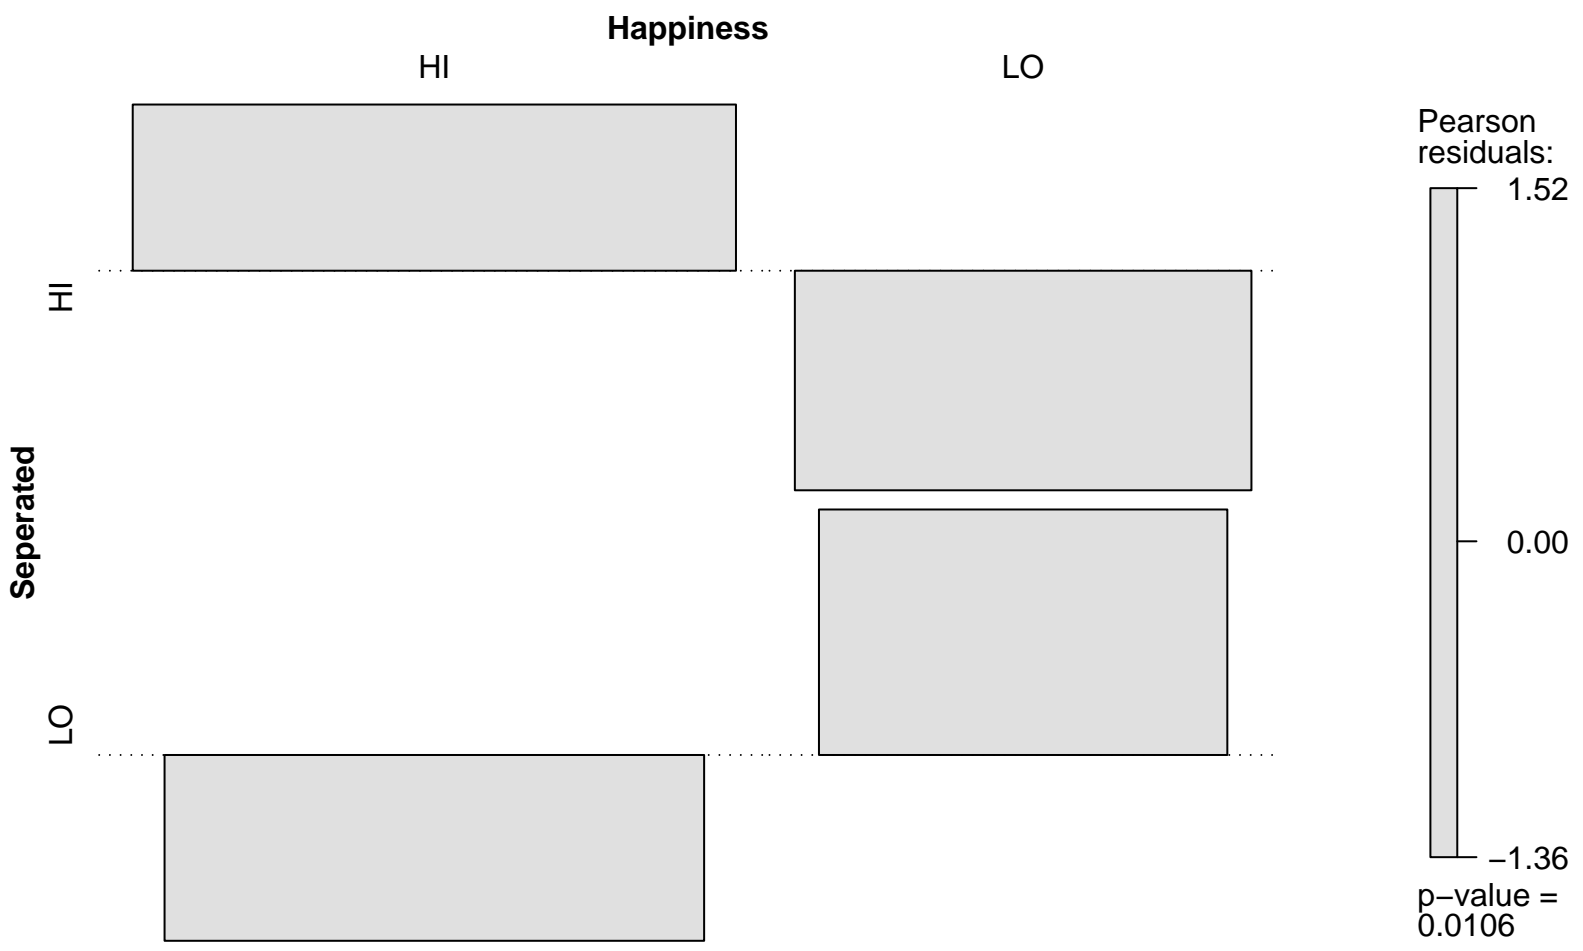 Happiness
HI LO
Pearson
residuals:
1.52
HI
Seperated
0.00
LO
−1.36
p−value =
0.0106